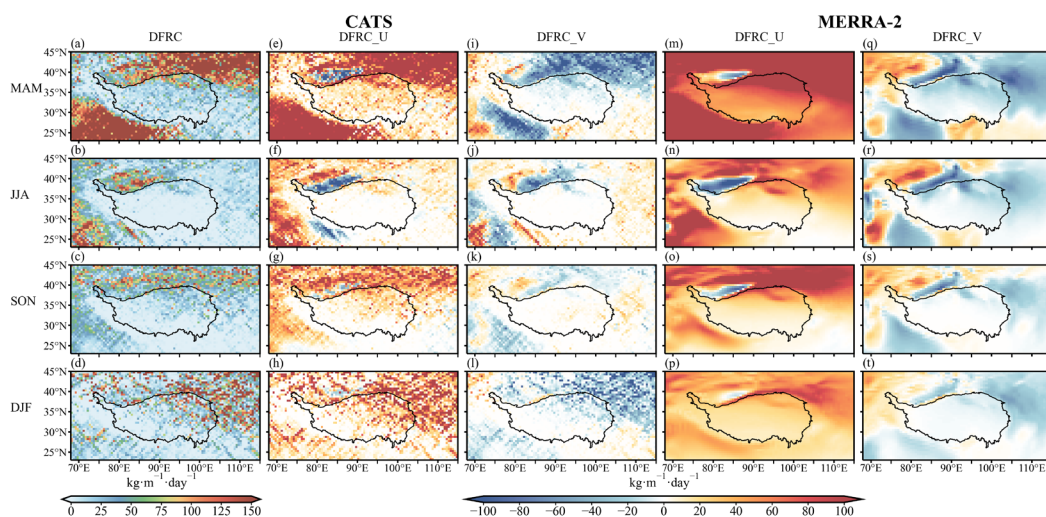 CATS MERRA-2
DFRC DFRC_U DFRC_V DFRC_U DFRC_V
(a) (e) (i) (m) (q)
45°N
40°N
MAM
35°N
30°N
25°N
(b) (f) (j) (n) (r)
45°N
40°N
JJA
35°N
30°N
25°N
(c) (g) (k) (o) (s)
45°N
40°N
SON
35°N
30°N
25°N
(d) (h) (l) (p) (t)
45°N
40°N
DJF
35°N
30°N
25°N
70°E 80°E 90°E 100°E 110°E 70°E 80°E 90°E 100°E 110°E 70°E 80°E 90°E 100°E 110°E 70°E 80°E 90°E 100°E 110°E 70°E 80°E 90°E 100°E 110°E
kg·m⁻¹·day⁻¹ kg·m⁻¹·day⁻¹
0 25 50 75 100 125 150 −100 −80 −60 −40 −20 0 20 40 60 80 100